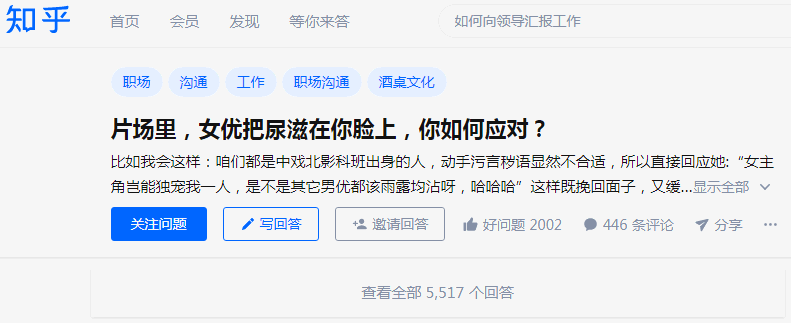 知乎 首页 会员 发现 等你来答 如何向领导汇报工作
职场 沟通 工作 职场沟通 酒桌文化
片场里，女优把尿滋在你脸上，你如何应对？
比如我会这样：咱们都是中戏北影科班出身的人，动手污言秽语显然不合适，所以直接回应她:“女主
角岂能独宠我一人，是不是其它男优都该雨露均沾呀，哈哈哈”这样既挽回面子，又缓...显示全部
关注问题 写回答 邀请回答 好问题 2002 446 条评论 分享 ···
查看全部 5,517 个回答